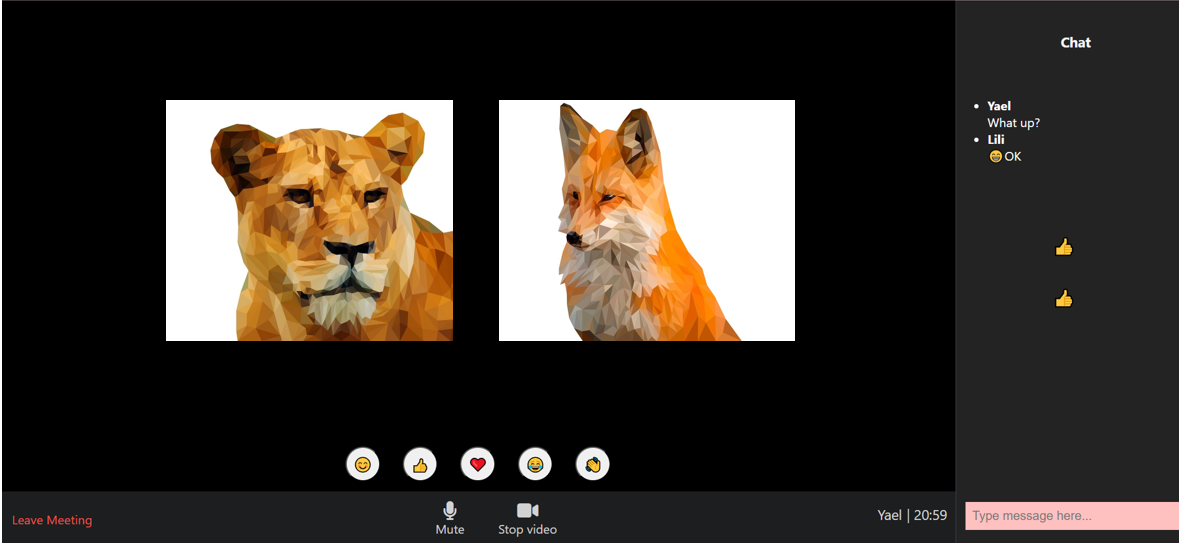 Chat
Yael
What up?
Lili
😁OK
Leave Meeting
Mute
Stop video
Yael | 20:59
Type message here...